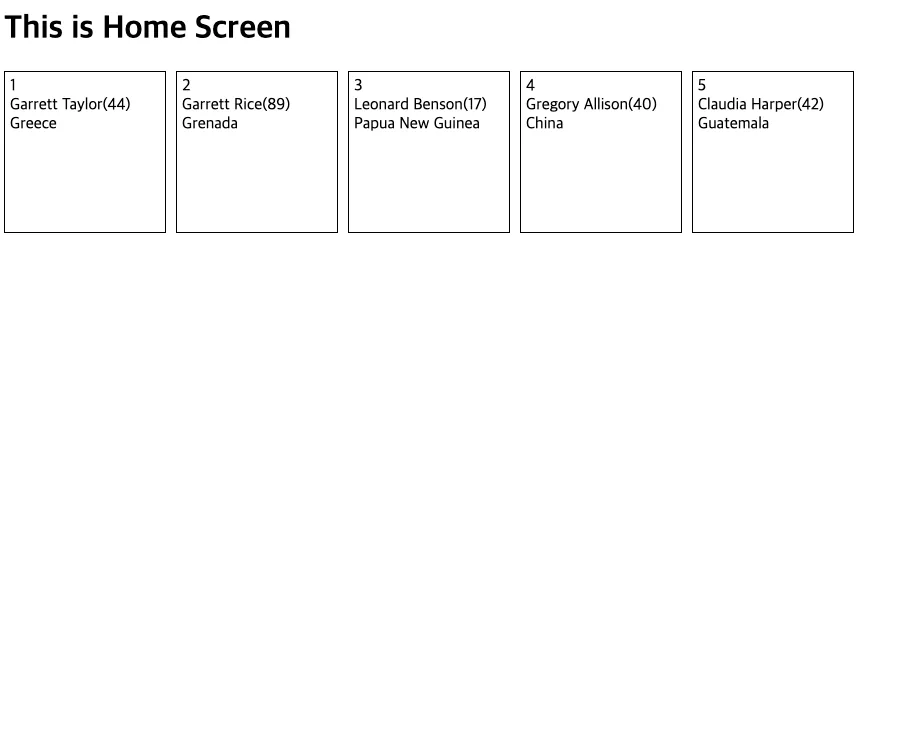 This is Home Screen
1
Garrett Taylor(44)
Greece
2
Garrett Rice(89)
Grenada
3
Leonard Benson(17)
Papua New Guinea
4
Gregory Allison(40)
China
5
Claudia Harper(42)
Guatemala